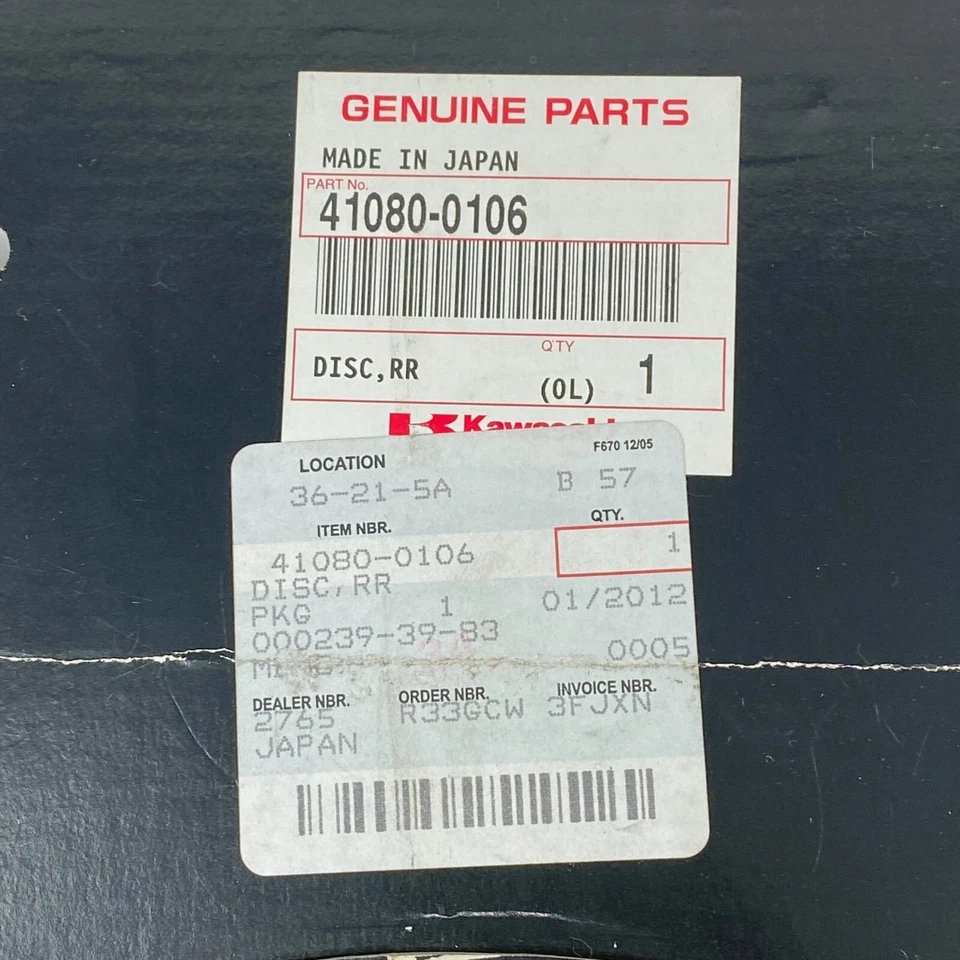 GENUINE PARTS
MADE IN JAPAN
PART No.
41080-0106
Q'TY
DISC,RR (OL) 1
Kawasaki
F670 12/05
LOCATION
36-21-5A B 57
ITEM NBR. QTY.
41080-0106 1
DISC,RR
PKG 1 01/2012
000239-39-83
0005
DEALER NBR. ORDER NBR. INVOICE NBR.
2765 R33GCW 3FJXN
JAPAN